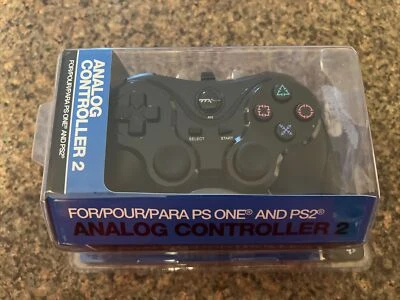 ANALOG
CONTROLLER 2
FOR/POUR/PARA PS ONE® AND PS2®
TTX
SELECT
START
FOR/POUR/PARA PS ONE® AND PS2®
ANALOG CONTROLLER 2